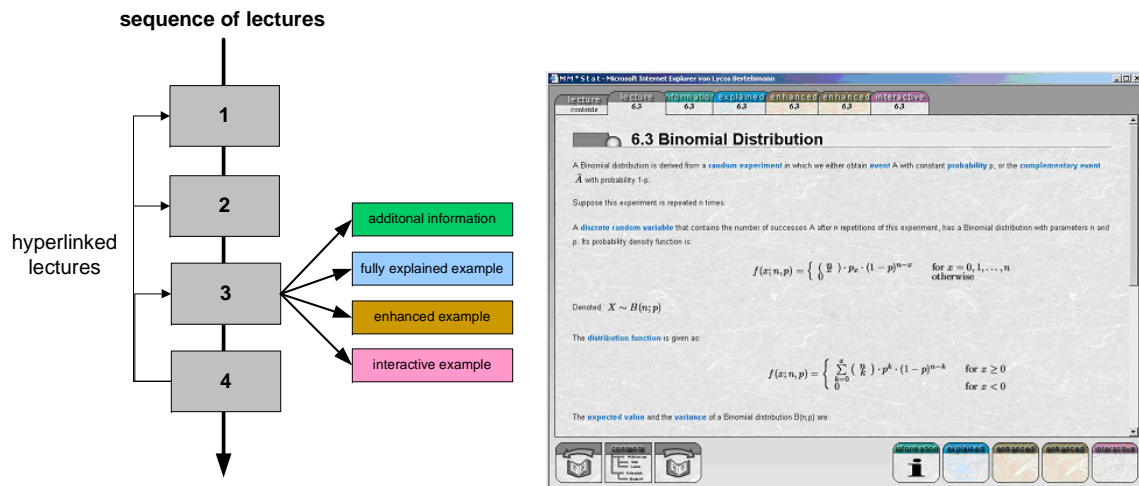 sequence of lectures
1
2
3
4
hyperlinked
lectures
additonal information
fully explained example
enhanced example
interactive example
MM*Stat - Microsoft Internet Explorer von Lycos Bertelsmann
lecture
contents
lecture
6.3
nformation
6.3
explained
6.3
enhanced
6.3
enhanced
6.3
interactive
6.3
6.3 Binomial Distribution
A Binomial distribution is derived from a random experiment in which we either obtain event A with constant probability p, or the complementary event
Ā with probability 1-p.
Suppose this experiment is repeated n times.
A discrete random variable that contains the number of successes A after n repetitions of this experiment, has a Binomial distribution with parameters n and
p. Its probability density function is:
f(x; n, p) = { (n x) · p_x · (1 − p)^{n−x} for x = 0, 1, . . . , n
0 otherwise
Denoted X ∼ B(n; p)
The distribution function is given as:
f(x; n, p) = { ∑_{k=0}^{x} (n k) · p^k · (1 − p)^{n−k} for x ≥ 0
0 for x < 0
The expected value and the variance of a Binomial distribution B(n;p) are:
contents
information
explained
enhanced
enhanced
interactive